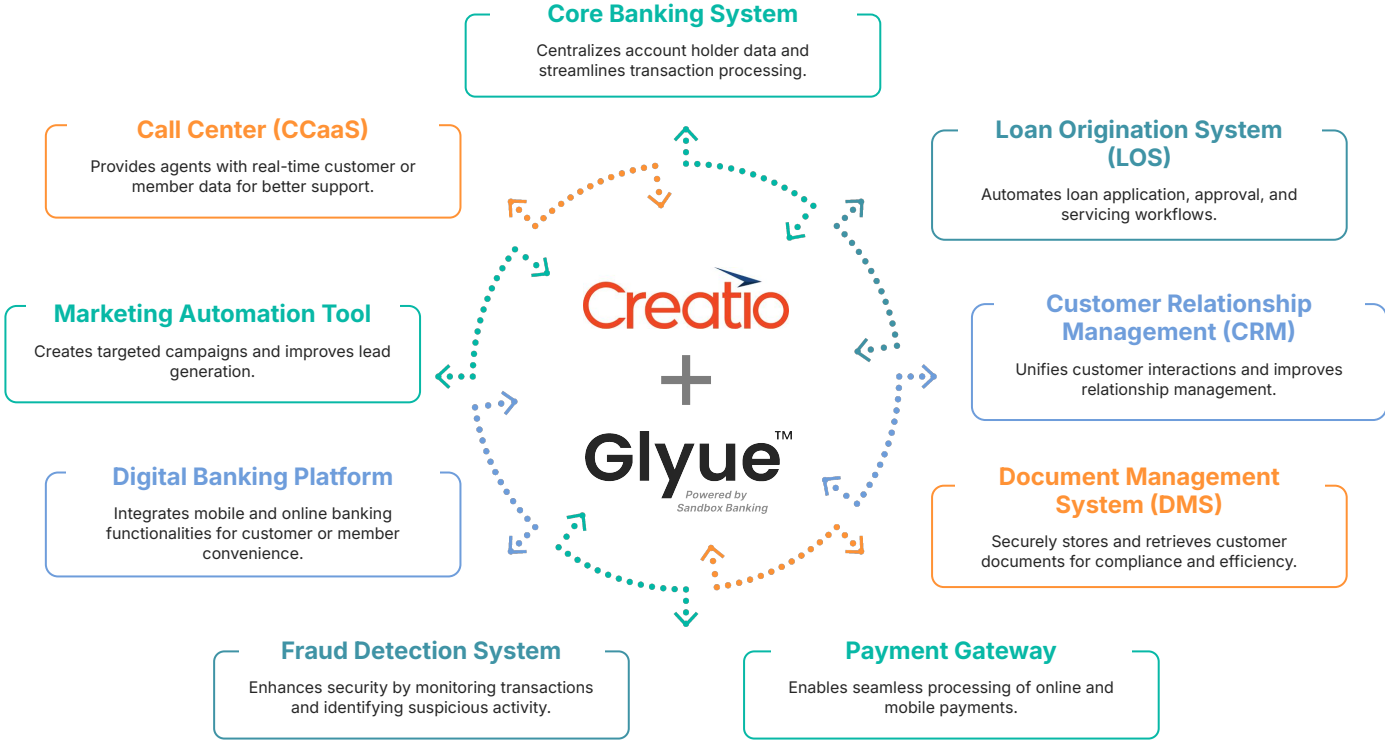 Core Banking System
Centralizes account holder data and
streamlines transaction processing.
Call Center (CCaaS)
Provides agents with real-time customer or
member data for better support.
Loan Origination System
(LOS)
Automates loan application, approval, and
servicing workflows.
Marketing Automation Tool
Creates targeted campaigns and improves lead
generation.
Creatio
+
Glyue™
Powered by
Sandbox Banking
Customer Relationship
Management (CRM)
Unifies customer interactions and improves
relationship management.
Digital Banking Platform
Integrates mobile and online banking
functionalities for customer or member
convenience.
Document Management
System (DMS)
Securely stores and retrieves customer
documents for compliance and efficiency.
Fraud Detection System
Enhances security by monitoring transactions
and identifying suspicious activity.
Payment Gateway
Enables seamless processing of online and
mobile payments.